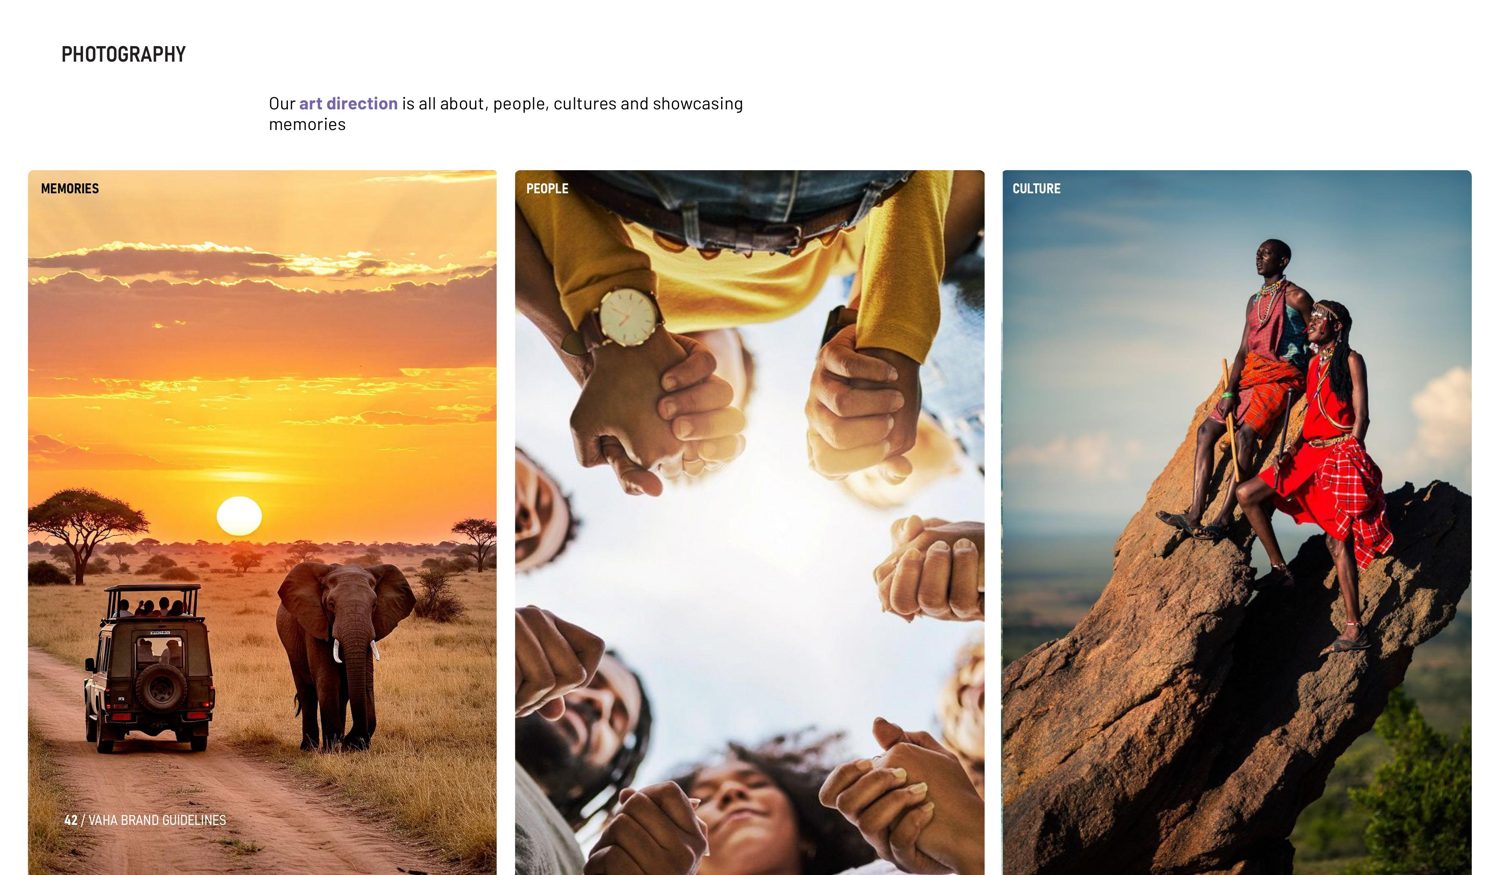 PHOTOGRAPHY
Our art direction is all about, people, cultures and showcasing
memories
MEMORIES
PEOPLE
CULTURE
42 / VAHA BRAND GUIDELINES